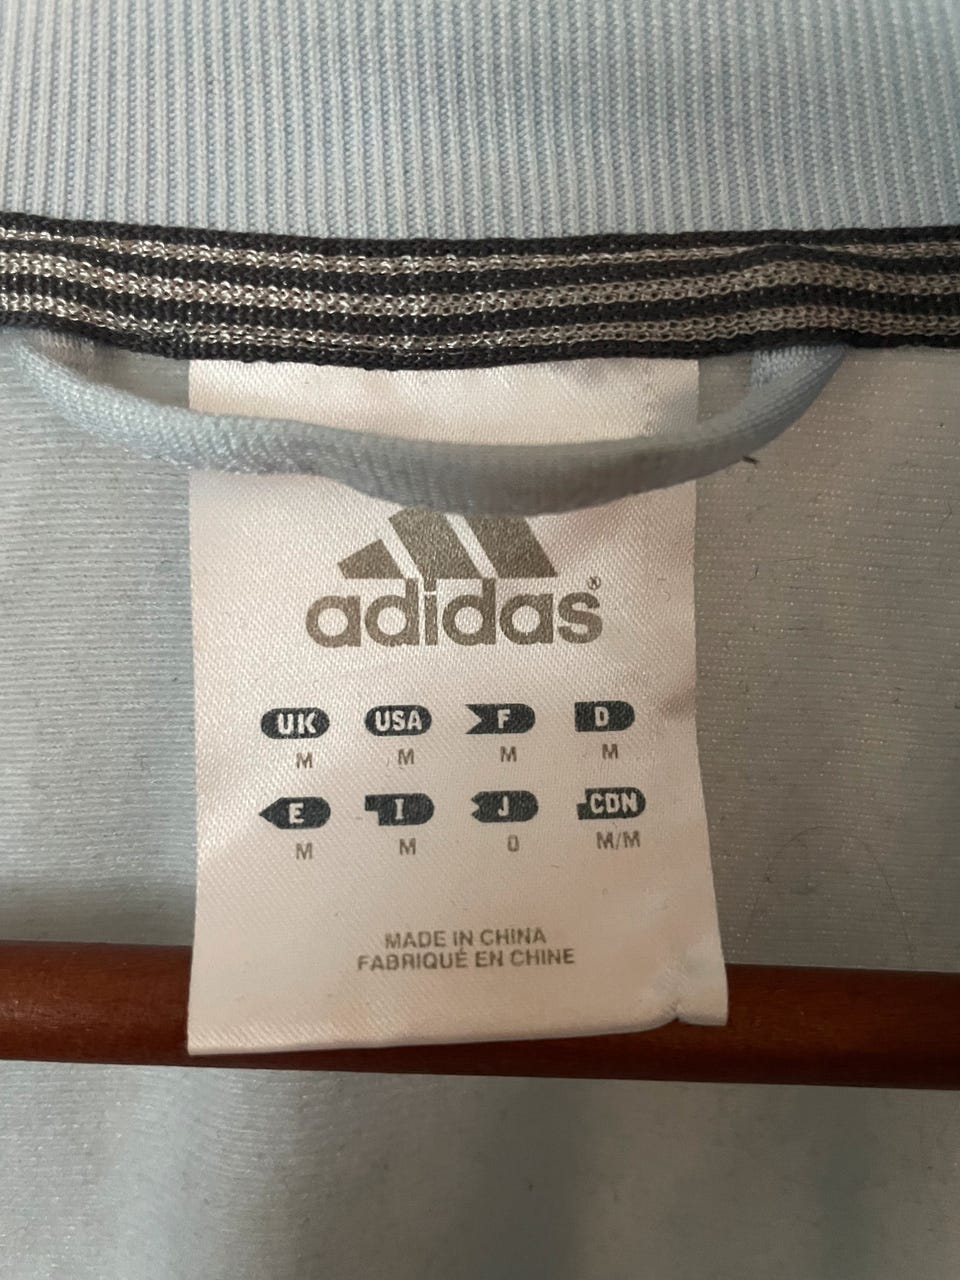 adidas®
UK USA F D
M M M M
E I J CDN
M M O M/M
MADE IN CHINA
FABRIQUÉ EN CHINE